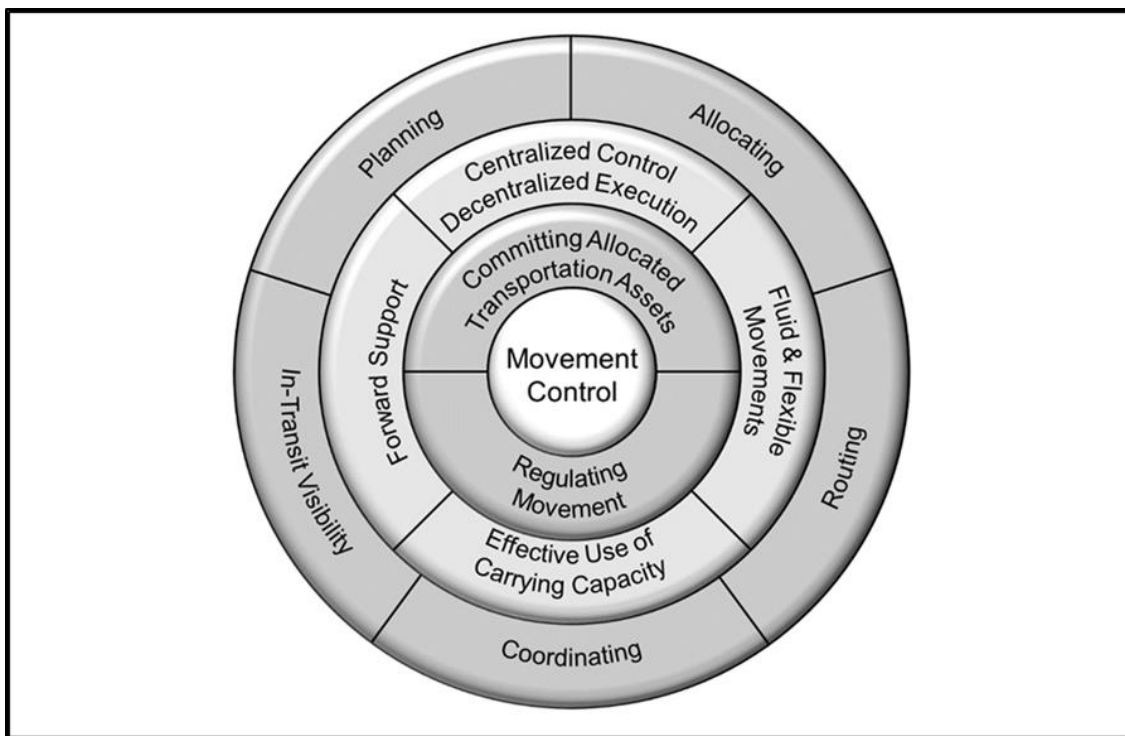 Planning
Allocating
Centralized Control
Decentralized Execution
Committing Allocated
Transportation Assets
Movement
Control
Forward Support
Fluid & Flexible
Movements
In-Transit Visibility
Routing
Regulating
Movement
Effective Use of
Carrying Capacity
Coordinating